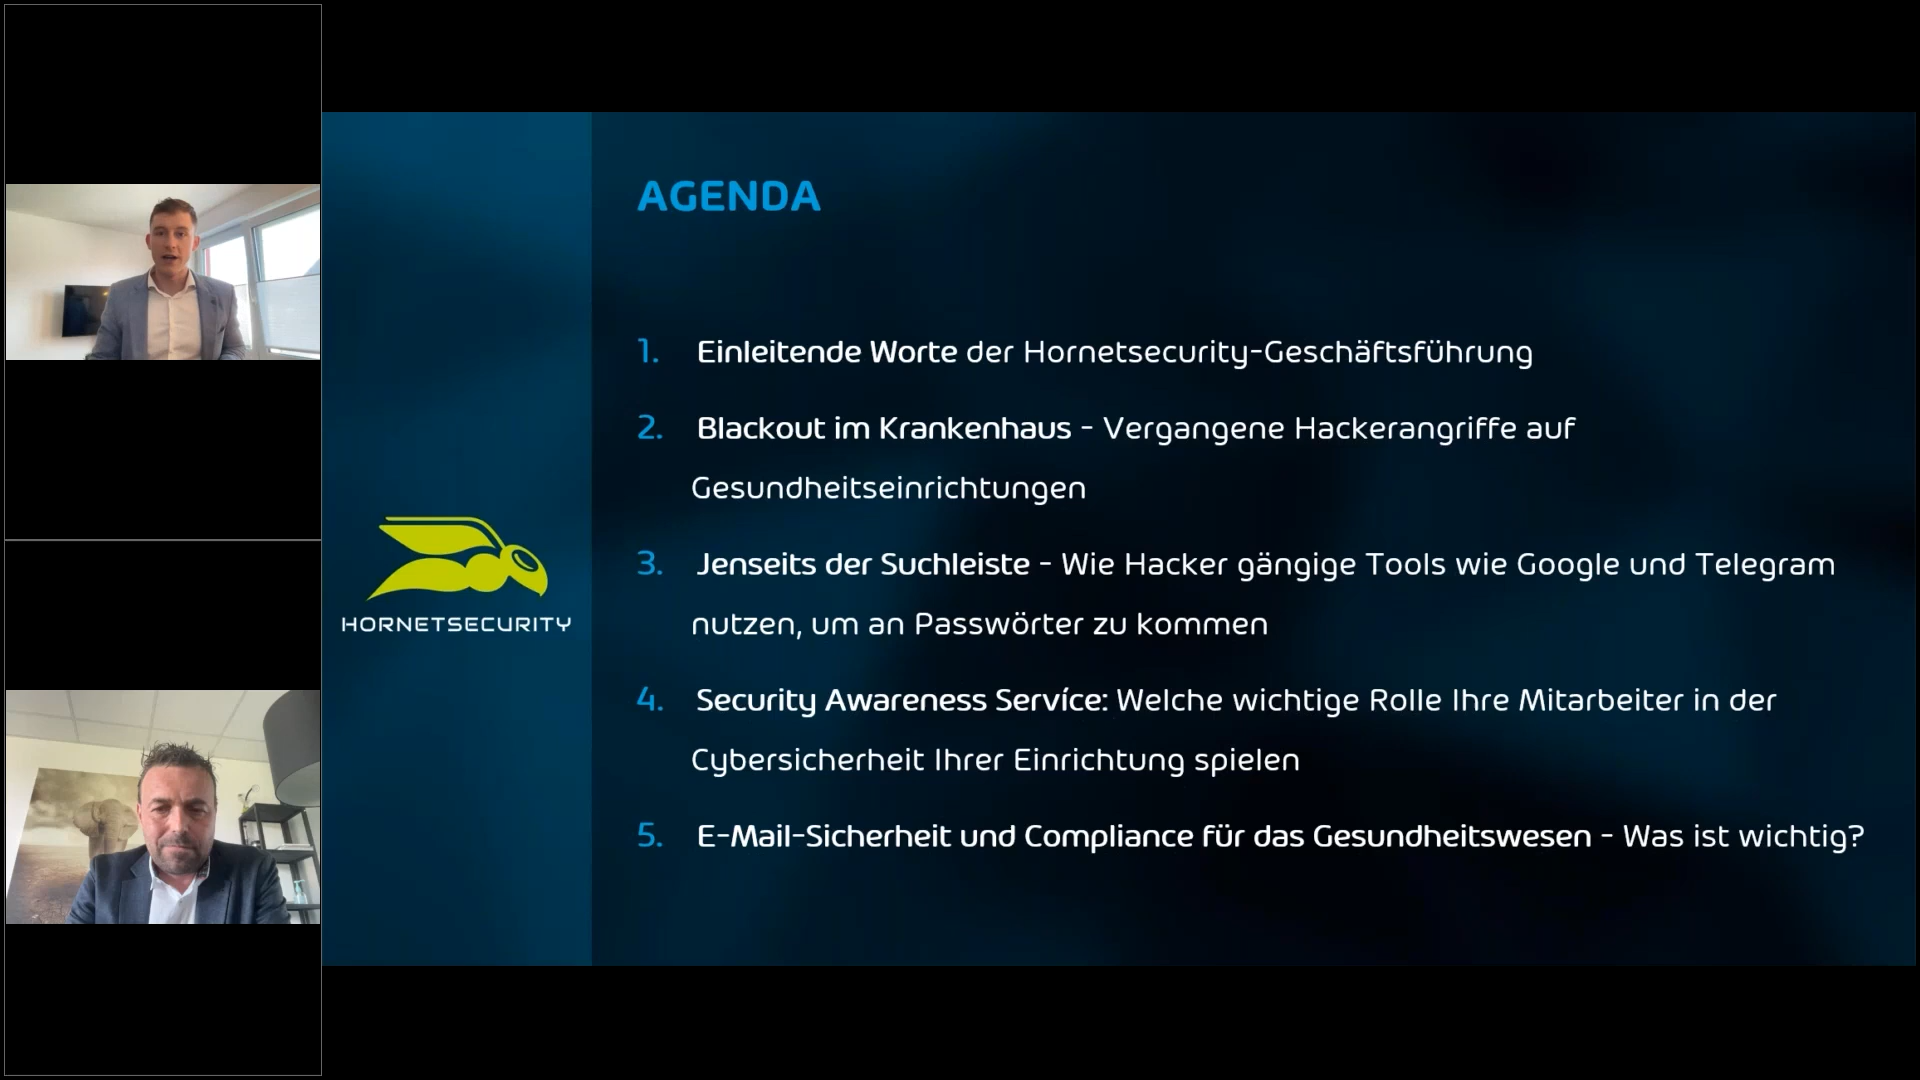 AGENDA
1. Einleitende Worte der Hornetsecurity-Geschäftsführung
2. Blackout im Krankenhaus - Vergangene Hackerangriffe auf
Gesundheitseinrichtungen
3. Jenseits der Suchleiste - Wie Hacker gängige Tools wie Google und Telegram
nutzen, um an Passwörter zu kommen
4. Security Awareness Servíce: Welche wichtige Rolle Ihre Mitarbeiter in der
Cybersicherheit Ihrer Einrichtung spielen
5. E-Mail-Sicherheit und Compliance für das Gesundheitswesen - Was ist wichtig?
HORNETSECURITY